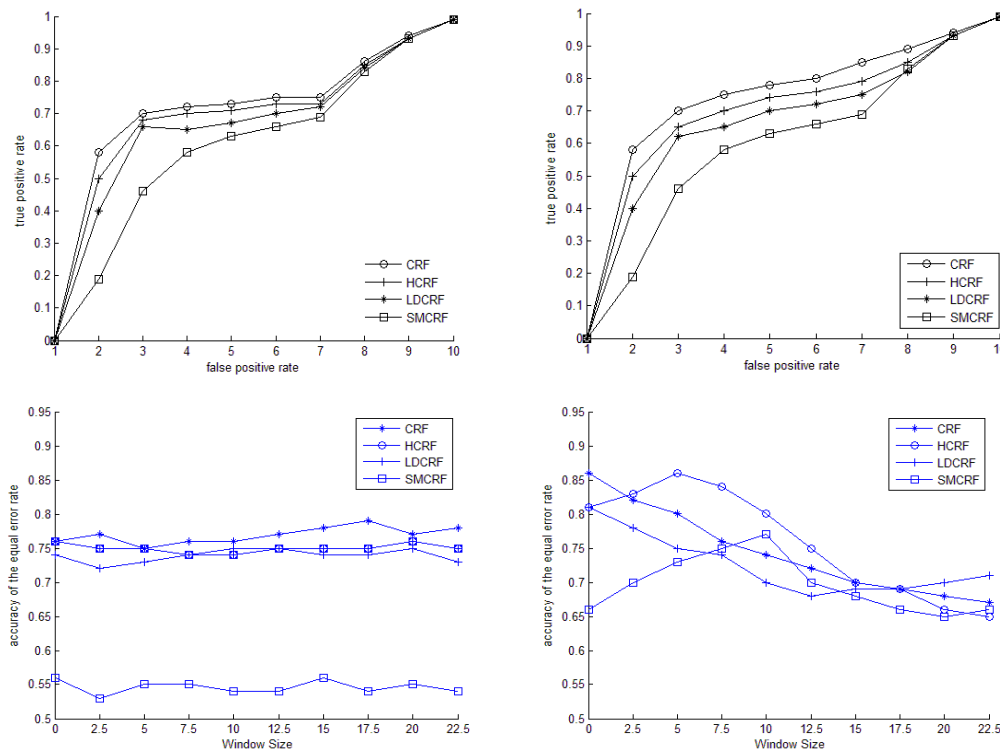 1
0.9
0.8
0.7
0.6
0.5
0.4
0.3
0.2
0.1
0
true positive rate
1 2 3 4 5 6 7 8 9 10
false positive rate
CRF
HCRF
LDCRF
SMCRF
1
0.9
0.8
0.7
0.6
0.5
0.4
0.3
0.2
0.1
0
true positive rate
1 2 3 4 5 6 7 8 9 1
false positive rate
CRF
HCRF
LDCRF
SMCRF
0.95
0.9
0.85
0.8
0.75
0.7
0.65
0.6
0.55
0.5
accuracy of the equal error rate
0 2.5 5 7.5 10 12.5 15 17.5 20 22.5
Window Size
CRF
HCRF
LDCRF
SMCRF
0.95
0.9
0.85
0.8
0.75
0.7
0.65
0.6
0.55
0.5
accuracy of the equal error rate
0 2.5 5 7.5 10 12.5 15 17.5 20 22.5
Window Size
CRF
HCRF
LDCRF
SMCRF